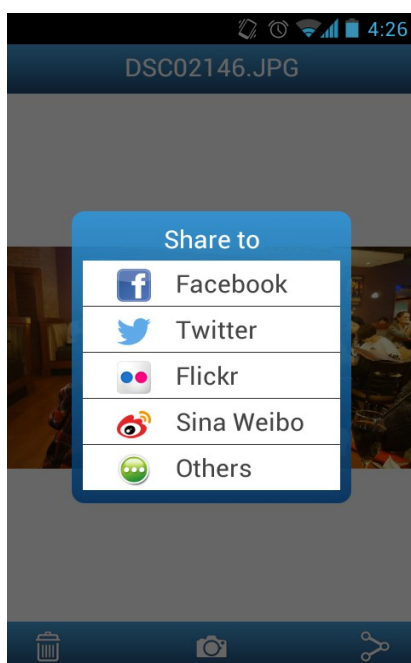 4:26
DSC02146.JPG
Share to
Facebook
Twitter
Flickr
Sina Weibo
Others